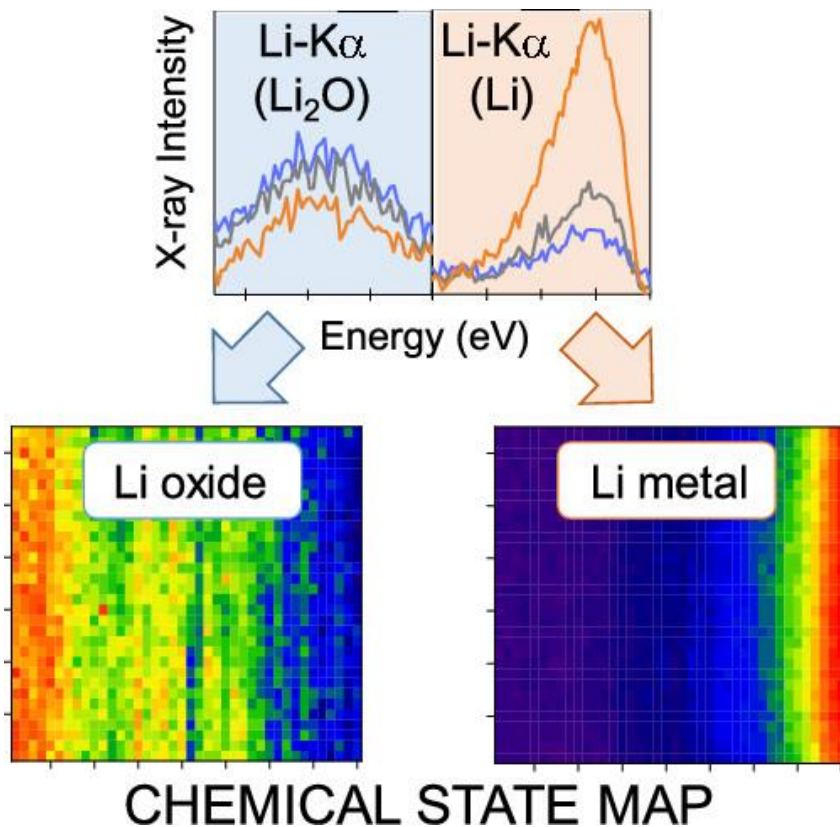 X-ray Intensity
Li-Kα
(Li₂O)
Li-Kα
(Li)
Energy (eV)
Li oxide
Li metal
CHEMICAL STATE MAP